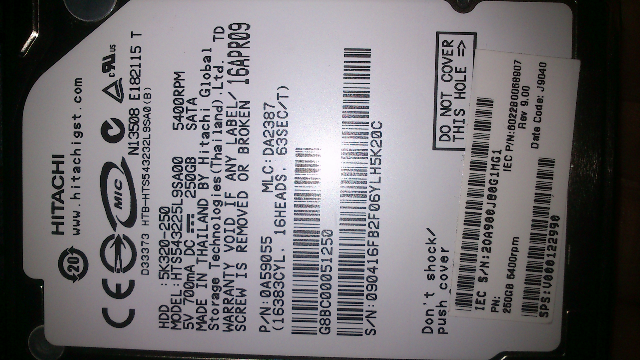 HITACHI
www.hitachigst.com
N13508 E182115 T
D33373 HTB-HTS543232L9SA0(B)
HDD :5K320-250
MODEL:HTS543225L9SA00 5400RPM
5V 700mA DC 250GB SATA
MADE IN THAILAND BY Hitachi Global
Storage Technologies(Thailand).Ltd. TD
WARRANTY VOID IF ANY LABEL/ 16APR09
SCREW IS REMOVED OR BROKEN
P/N:0A59055 MLC:DA2387
(16383CYL. 16HEADS. 63SEC/T)
G8BC00051250
S/N:090416FB2F06YLH5K20C
Don't shock/
push cover
DO NOT COVER
THIS HOLE =>
IEC S/N:20A900J00G1MG1
PN: IEC P/N:60228006B907
250GB 5400rpm Rev 9.00
SPS:V000122990 Date Code: J9040